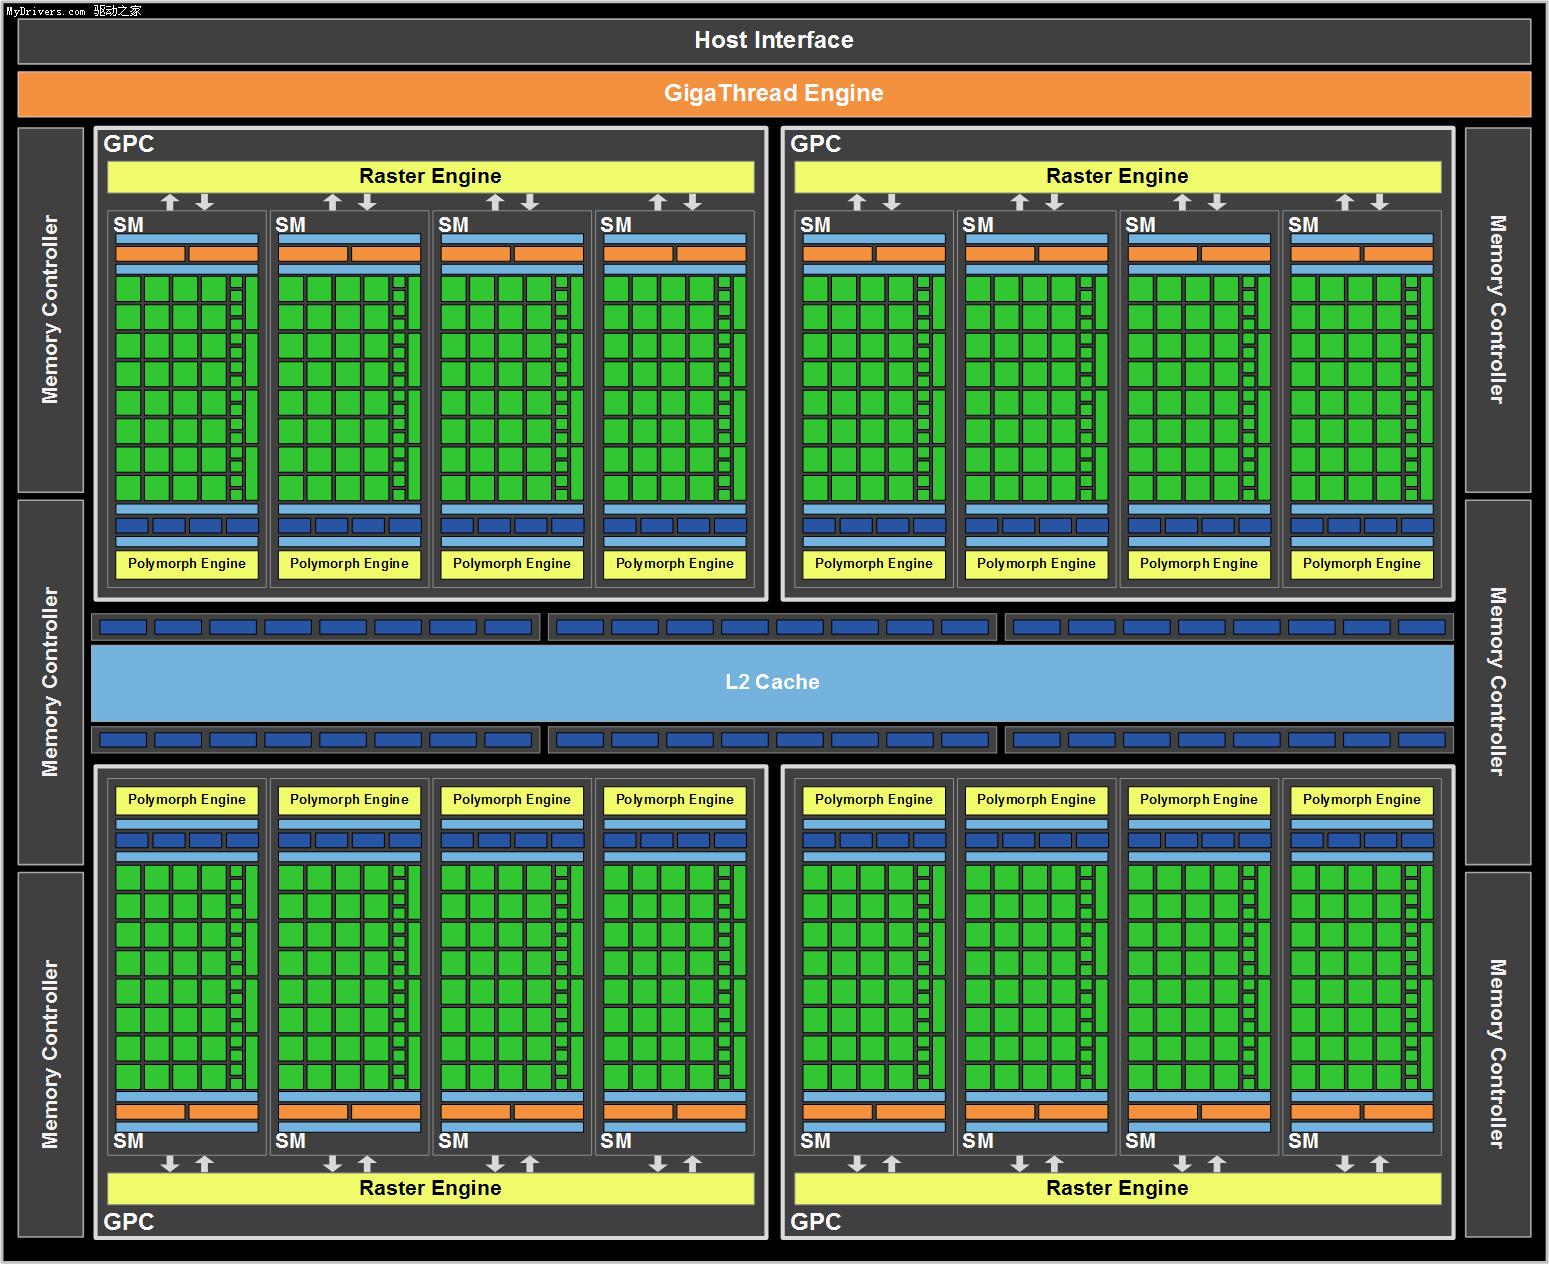 MyDrivers.com 驱动之家
Host Interface
GigaThread Engine
Memory Controller
Memory Controller
Memory Controller
GPC
Raster Engine
SM SM SM SM
Polymorph Engine Polymorph Engine Polymorph Engine Polymorph Engine
GPC
Raster Engine
SM SM SM SM
Polymorph Engine Polymorph Engine Polymorph Engine Polymorph Engine
L2 Cache
Polymorph Engine Polymorph Engine Polymorph Engine Polymorph Engine
SM SM SM SM
Raster Engine
GPC
Polymorph Engine Polymorph Engine Polymorph Engine Polymorph Engine
SM SM SM SM
Raster Engine
GPC
Memory Controller
Memory Controller
Memory Controller